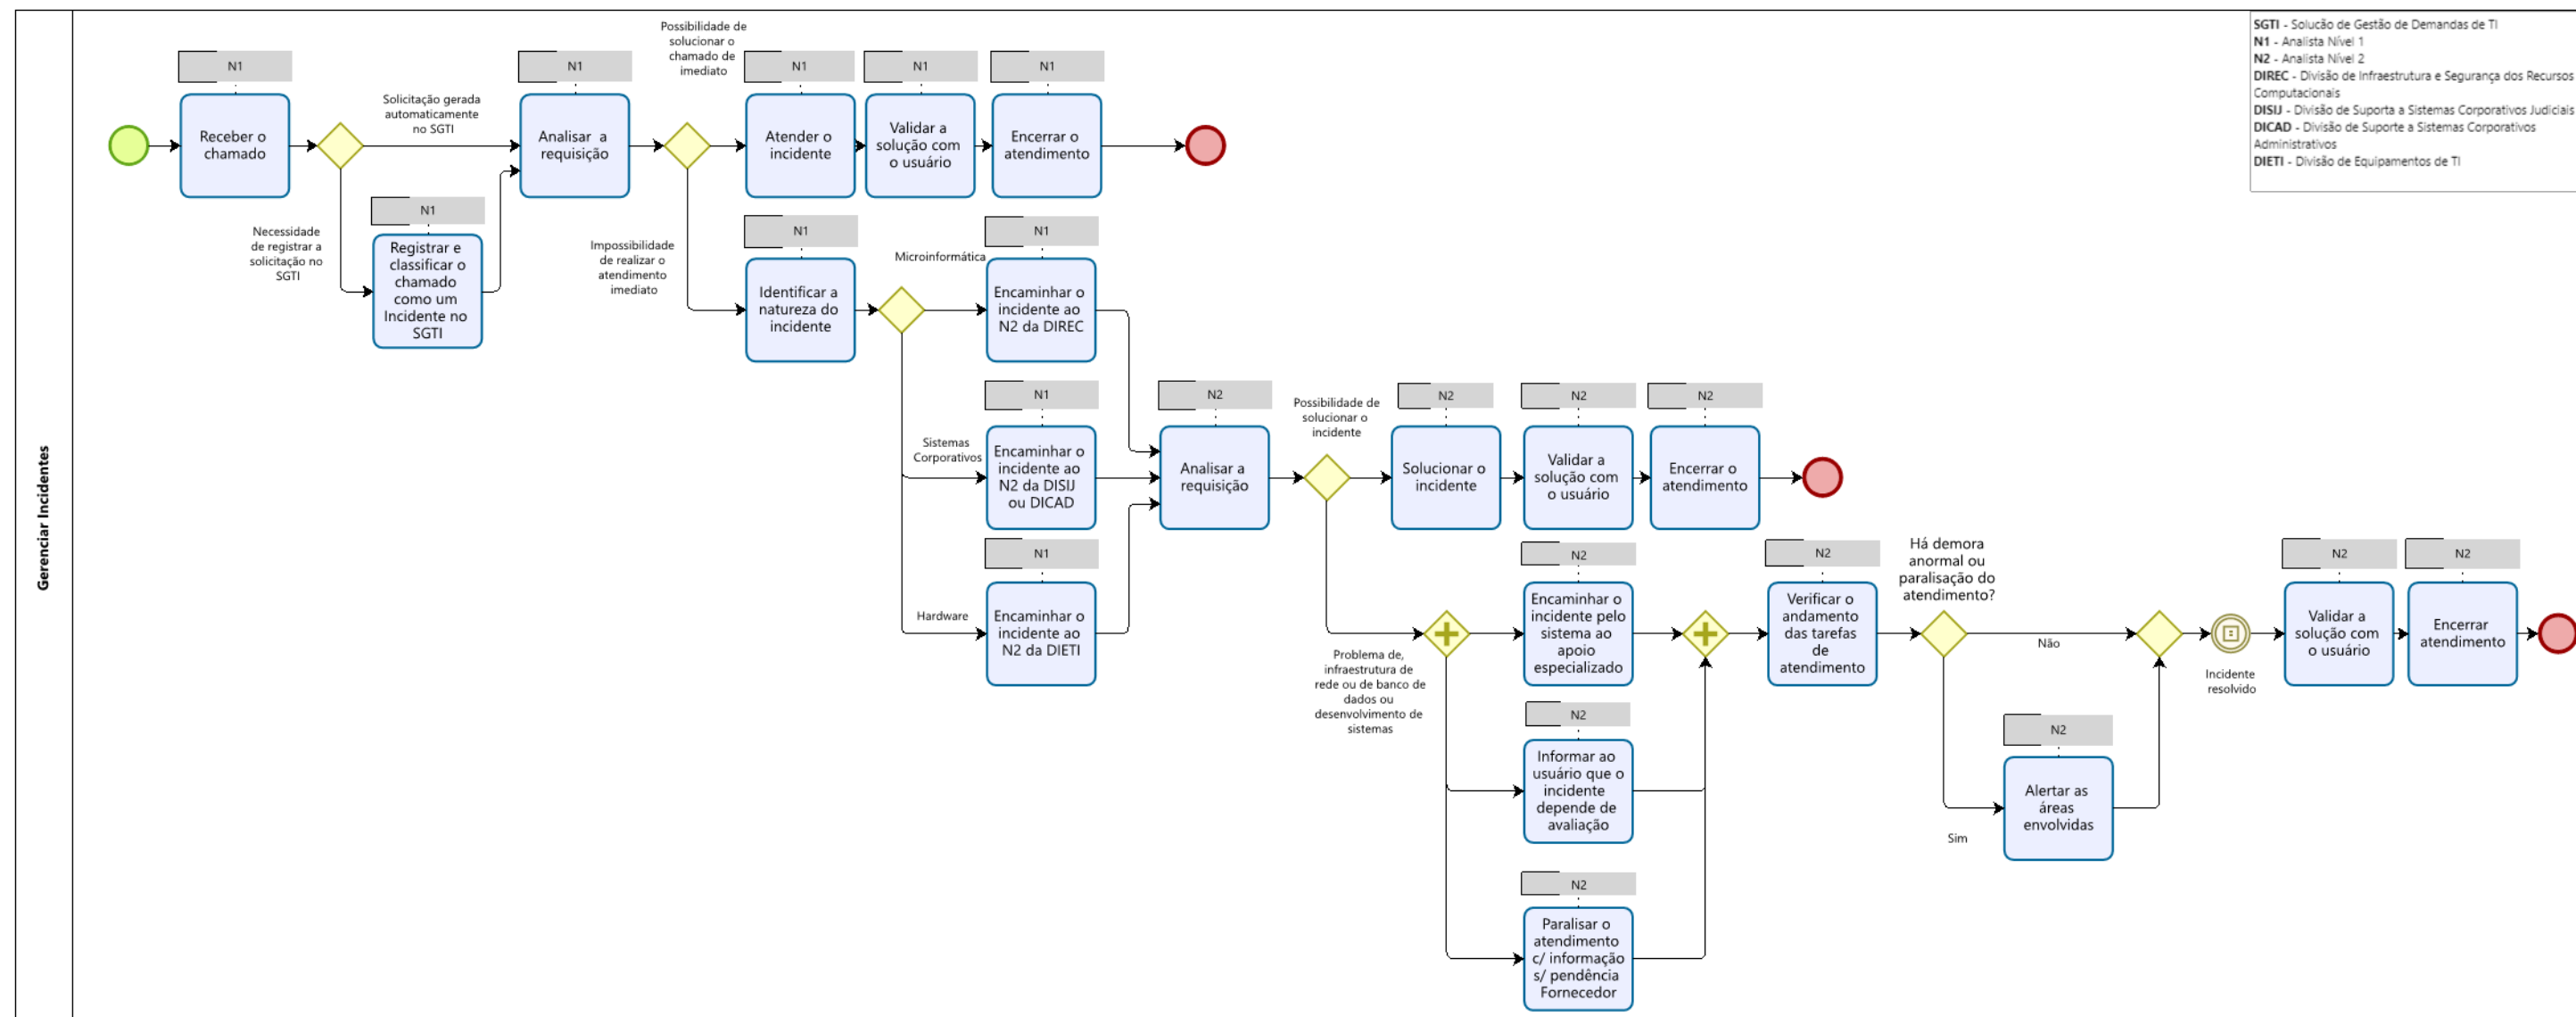 Gerenciar Incidentes
SGTI - Solucão de Gestão de Demandas de TI
N1 - Analista Nível 1
N2 - Analista Nível 2
DIREC - Divisão de Infraestrutura e Segurança dos Recursos
Computacionais
DISIJ - Divisão de Suporta a Sistemas Corporativos Judiciais
DICAD - Divisão de Suporte a Sistemas Corporativos
Administrativos
DIETI - Divisão de Equipamentos de TI
N1
Receber o
chamado
Solicitação gerada
automaticamente
no SGTI
Necessidade
de registrar a
solicitação no
SGTI
N1
Registrar e
classificar o
chamado
como um
Incidente no
SGTI
N1
Analisar a
requisição
Possibilidade de
solucionar o
chamado de
imediato
N1
Atender o
incidente
N1
Validar a
solução com
o usuário
N1
Encerrar o
atendimento
Impossibilidade
de realizar o
atendimento
imediato
N1
Identificar a
natureza do
incidente
Microinformática
N1
Encaminhar o
incidente ao
N2 da DIREC
Sistemas
Corporativos
N1
Encaminhar o
incidente ao
N2 da DISIJ
ou DICAD
Hardware
N1
Encaminhar o
incidente ao
N2 da DIETI
N2
Analisar a
requisição
Possibilidade de
solucionar o
incidente
N2
Solucionar o
incidente
N2
Validar a
solução com
o usuário
N2
Encerrar o
atendimento
Problema de,
infraestrutura de
rede ou de banco de
dados ou
desenvolvimento de
sistemas
N2
Encaminhar o
incidente pelo
sistema ao
apoio
especializado
N2
Informar ao
usuário que o
incidente
depende de
avaliação
N2
Paralisar o
atendimento
c/ informação
s/ pendência
Fornecedor
N2
Verificar o
andamento
das tarefas
de
atendimento
Há demora
anormal ou
paralisação do
atendimento?
Não
Sim
N2
Alertar as
áreas
envolvidas
Incidente
resolvido
N2
Validar a
solução com
o usuário
N2
Encerrar
atendimento